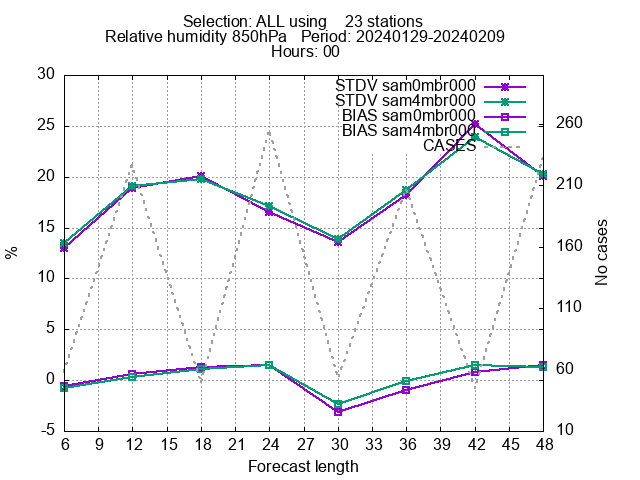 Selection: ALL using    23 stations
Relative humidity 850hPa   Period: 20240129-20240209
Hours: 00
STDV sam0mbr000
STDV sam4mbr000
BIAS sam0mbr000
BIAS sam4mbr000
CASES
30
25
20
15
10
5
0
-5
%
260
210
160
110
60
10
No cases
6 9 12 15 18 21 24 27 30 33 36 39 42 45 48
Forecast length